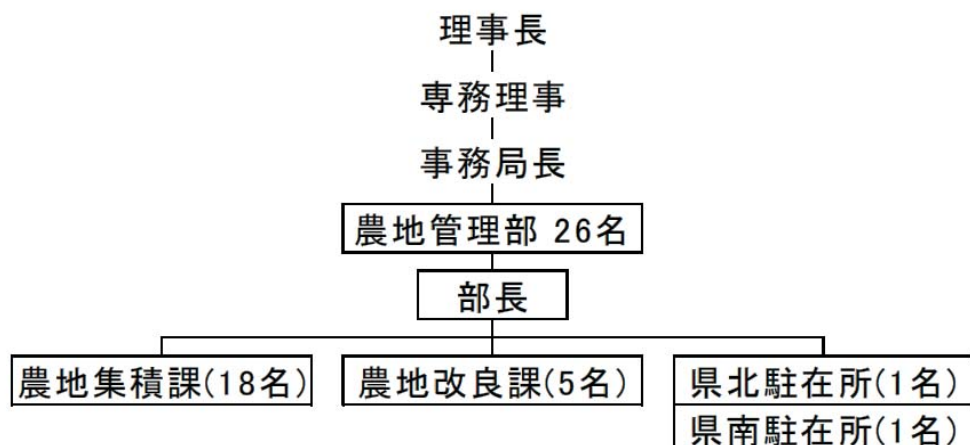 理事長
専務理事
事務局長
農地管理部 26名
部長
農地集積課(18名)
農地改良課(5名)
県北駐在所(1名)
県南駐在所(1名)